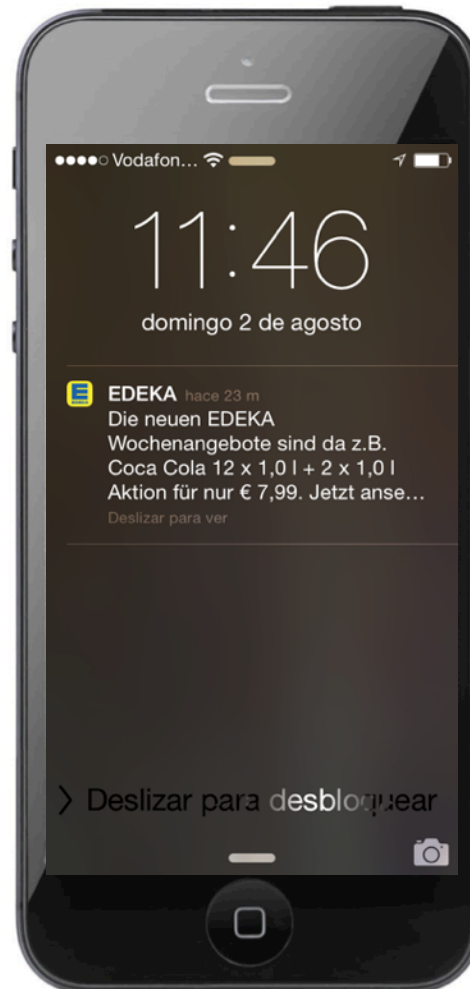 Vodafon...
11:46
domingo 2 de agosto
EDEKA hace 23 m
Die neuen EDEKA
Wochenangebote sind da z.B.
Coca Cola 12 x 1,0 l + 2 x 1,0 l
Aktion für nur € 7,99. Jetzt anse...
Deslizar para ver
> Deslizar para desbloquear